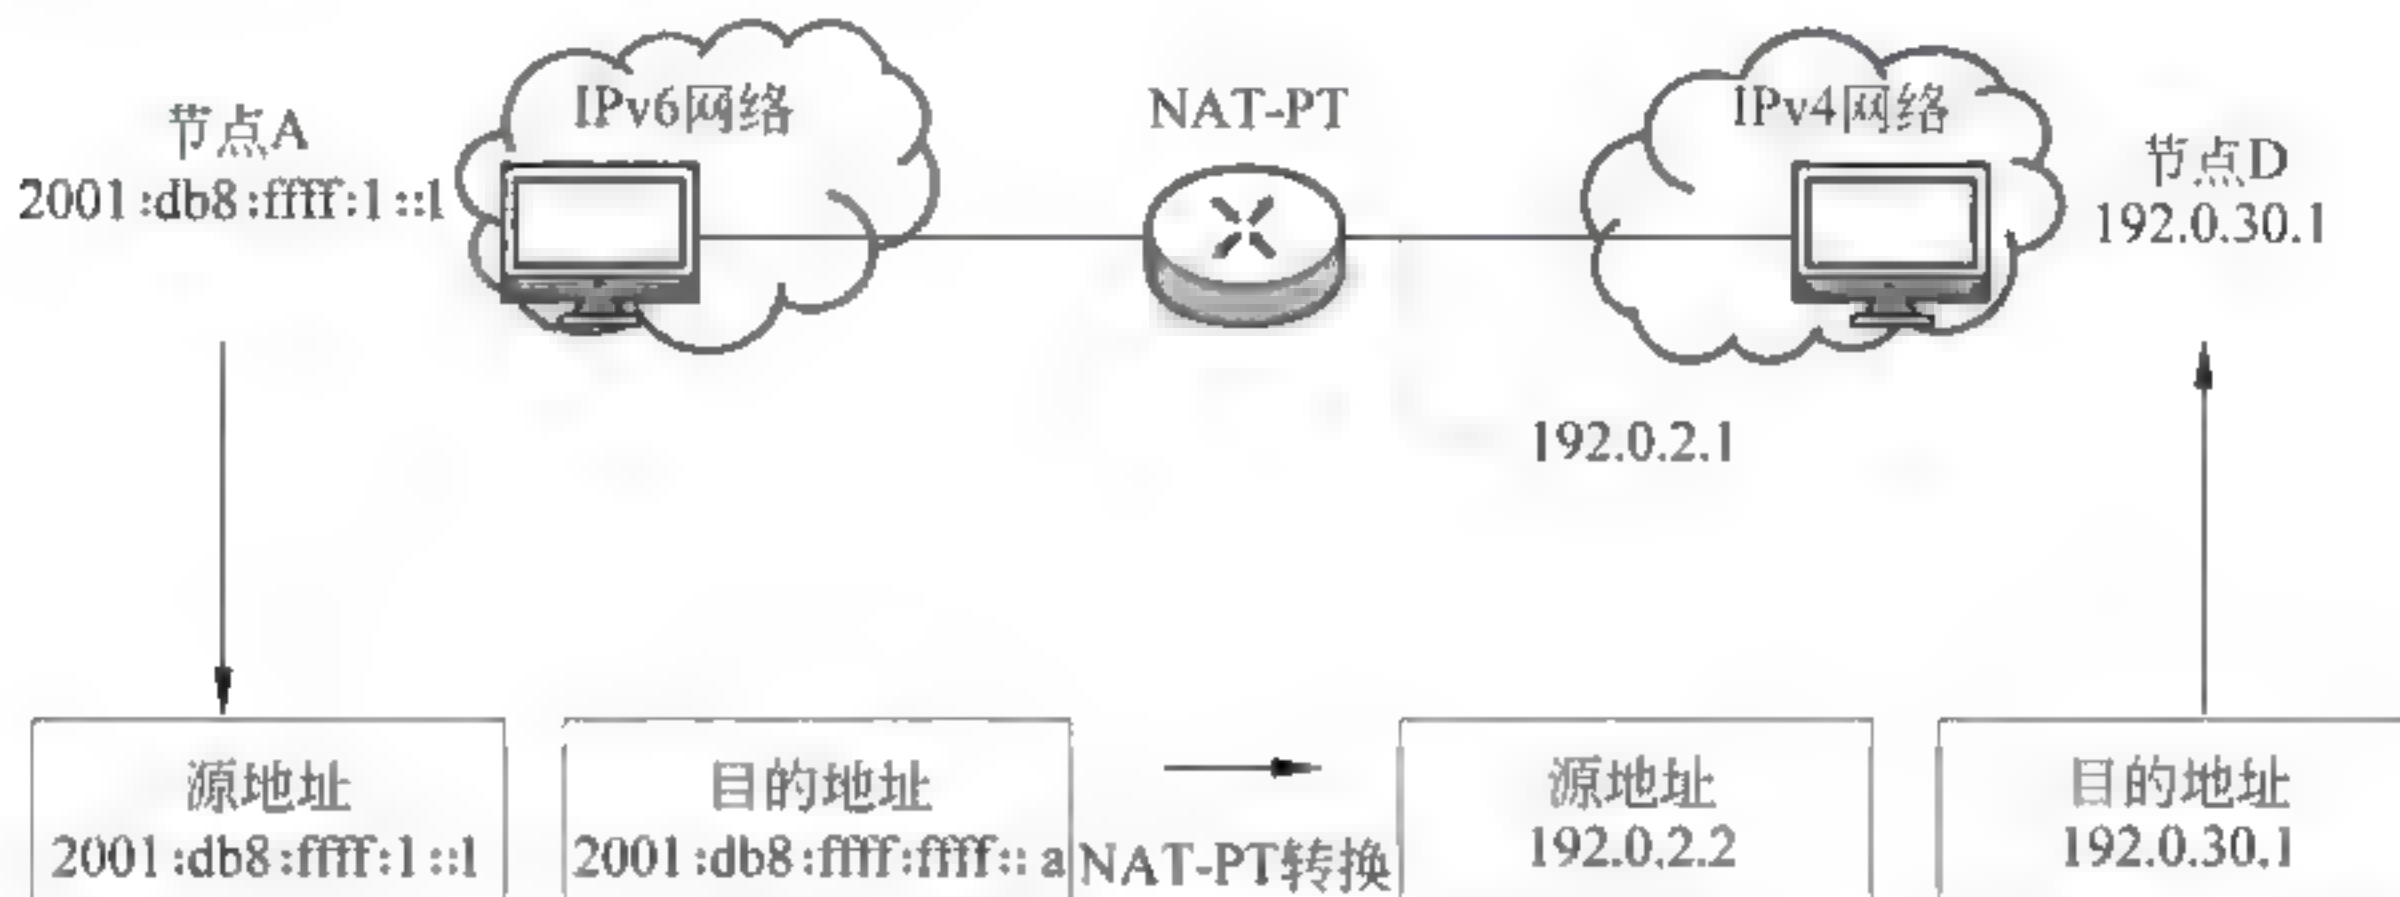 节点A
2001:db8:ffff:1::1
IPv6网络
NAT-PT
IPv4网络
节点D
192.0.30.1
192.0.2.1
源地址
2001:db8:ffff:1::1
目的地址
2001:db8:ffff:ffff::a
NAT-PT转换
源地址
192.0.2.2
目的地址
192.0.30.1